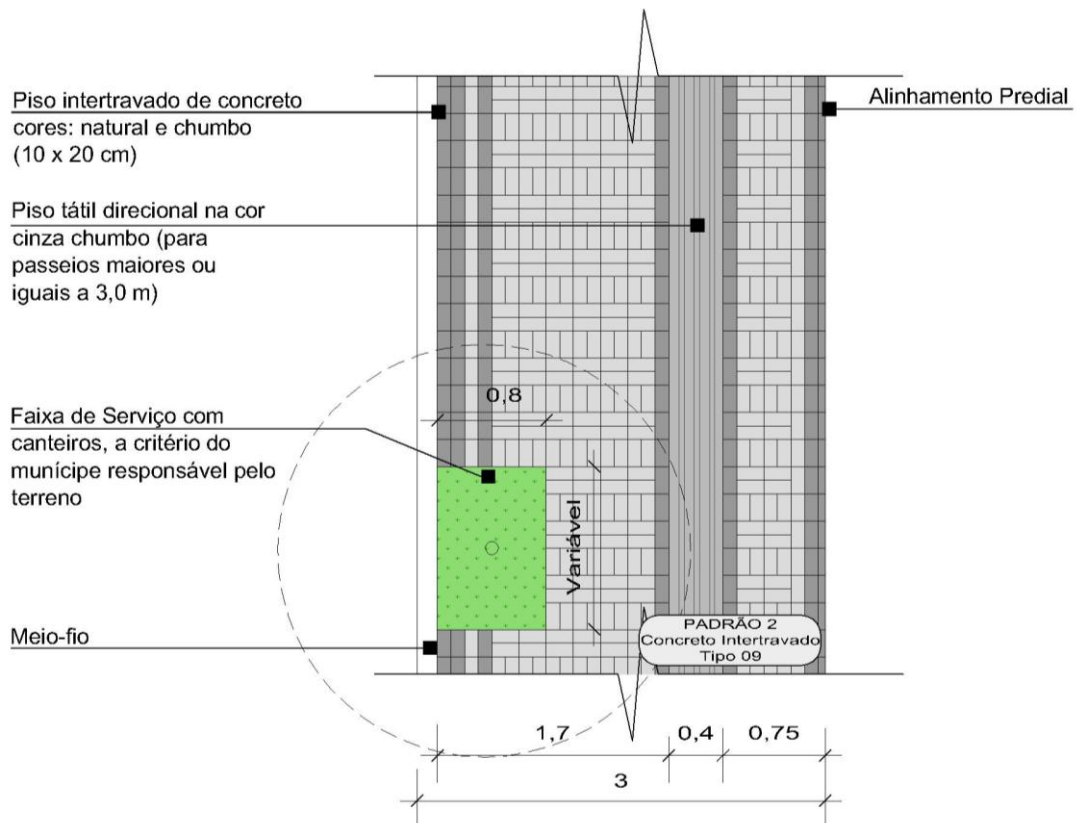 Piso intertravado de concreto
cores: natural e chumbo
(10 x 20 cm)
Alinhamento Predial
Piso tátil direcional na cor
cinza chumbo (para
passeios maiores ou
iguais a 3,0 m)
0,8
Faixa de Serviço com
canteiros, a critério do
munícipe responsável pelo
terreno
Variável
Meio-fio
PADRÃO 2
Concreto Intertravado
Tipo 09
1,7
0,4
0,75
3